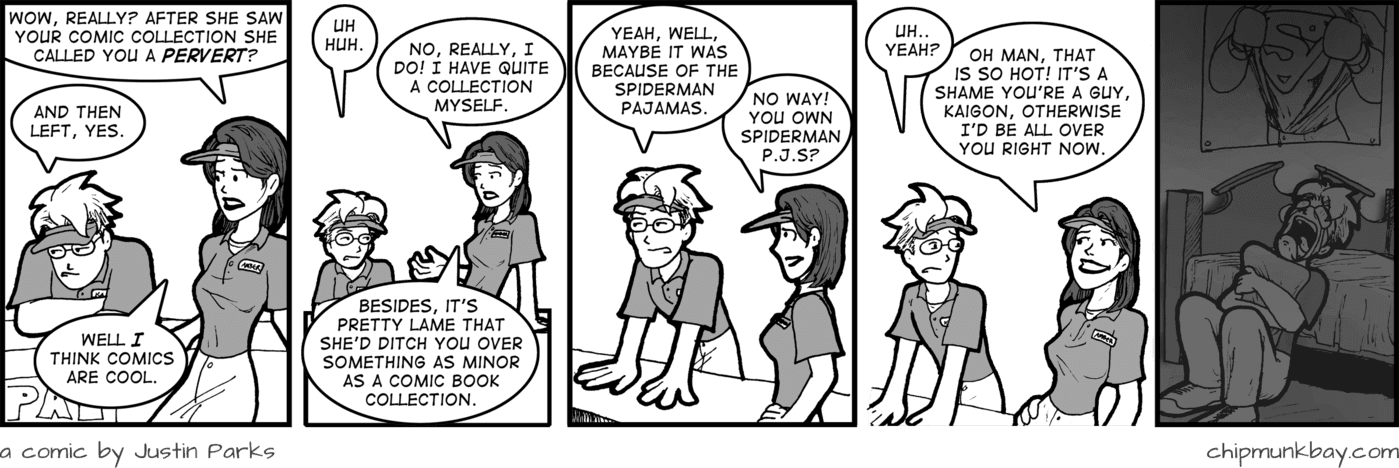 WOW, REALLY? AFTER SHE SAW
YOUR COMIC COLLECTION SHE
CALLED YOU A PERVERT?
AND THEN
LEFT, YES.
AMBER
WELL I
THINK COMICS
ARE COOL.
UH
HUH.
NO, REALLY, I
DO! I HAVE QUITE
A COLLECTION
MYSELF.
BESIDES, IT'S
PRETTY LAME THAT
SHE'D DITCH YOU OVER
SOMETHING AS MINOR
AS A COMIC BOOK
COLLECTION.
YEAH, WELL,
MAYBE IT WAS
BECAUSE OF THE
SPIDERMAN
PAJAMAS.
NO WAY!
YOU OWN
SPIDERMAN
P.J.S?
UH..
YEAH?
OH MAN, THAT
IS SO HOT! IT'S A
SHAME YOU'RE A GUY,
KAIGON, OTHERWISE
I'D BE ALL OVER
YOU RIGHT NOW.
AMBER
S
a comic by Justin Parks
chipmunkbay.com